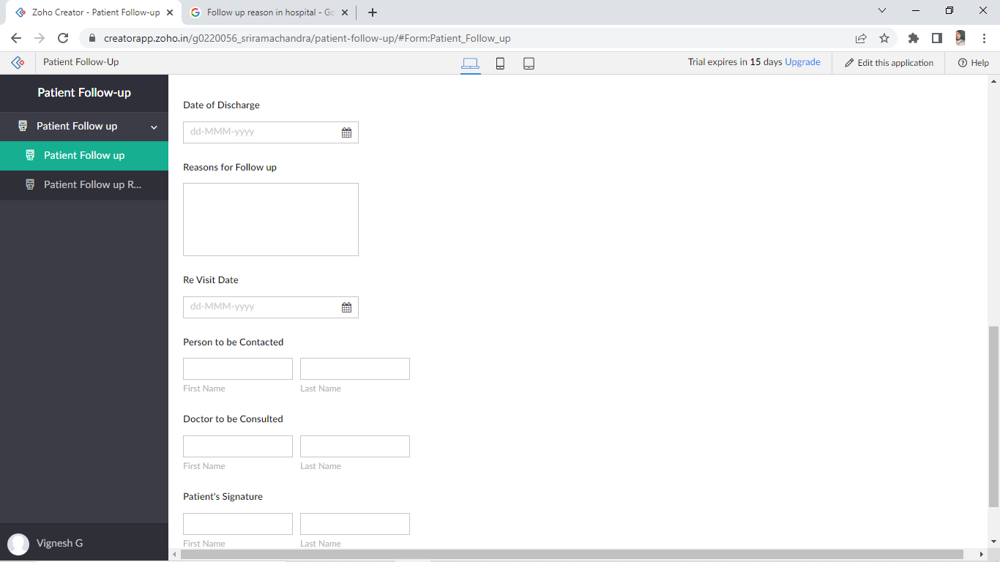 Zoho Creator - Patient Follow-up
Follow up reason in hospital - Go
creatorapp.zoho.in/g0220056_sriramachandra/patient-follow-up/#Form:Patient_Follow_up
Patient Follow-Up
Trial expires in 15 days Upgrade
Edit this application
Help
Patient Follow-up
Patient Follow up
Patient Follow up
Patient Follow up R...
Date of Discharge
dd-MMM-yyyy
Reasons for Follow up
Re Visit Date
dd-MMM-yyyy
Person to be Contacted
First Name Last Name
Doctor to be Consulted
First Name Last Name
Patient's Signature
First Name Last Name
Vignesh G